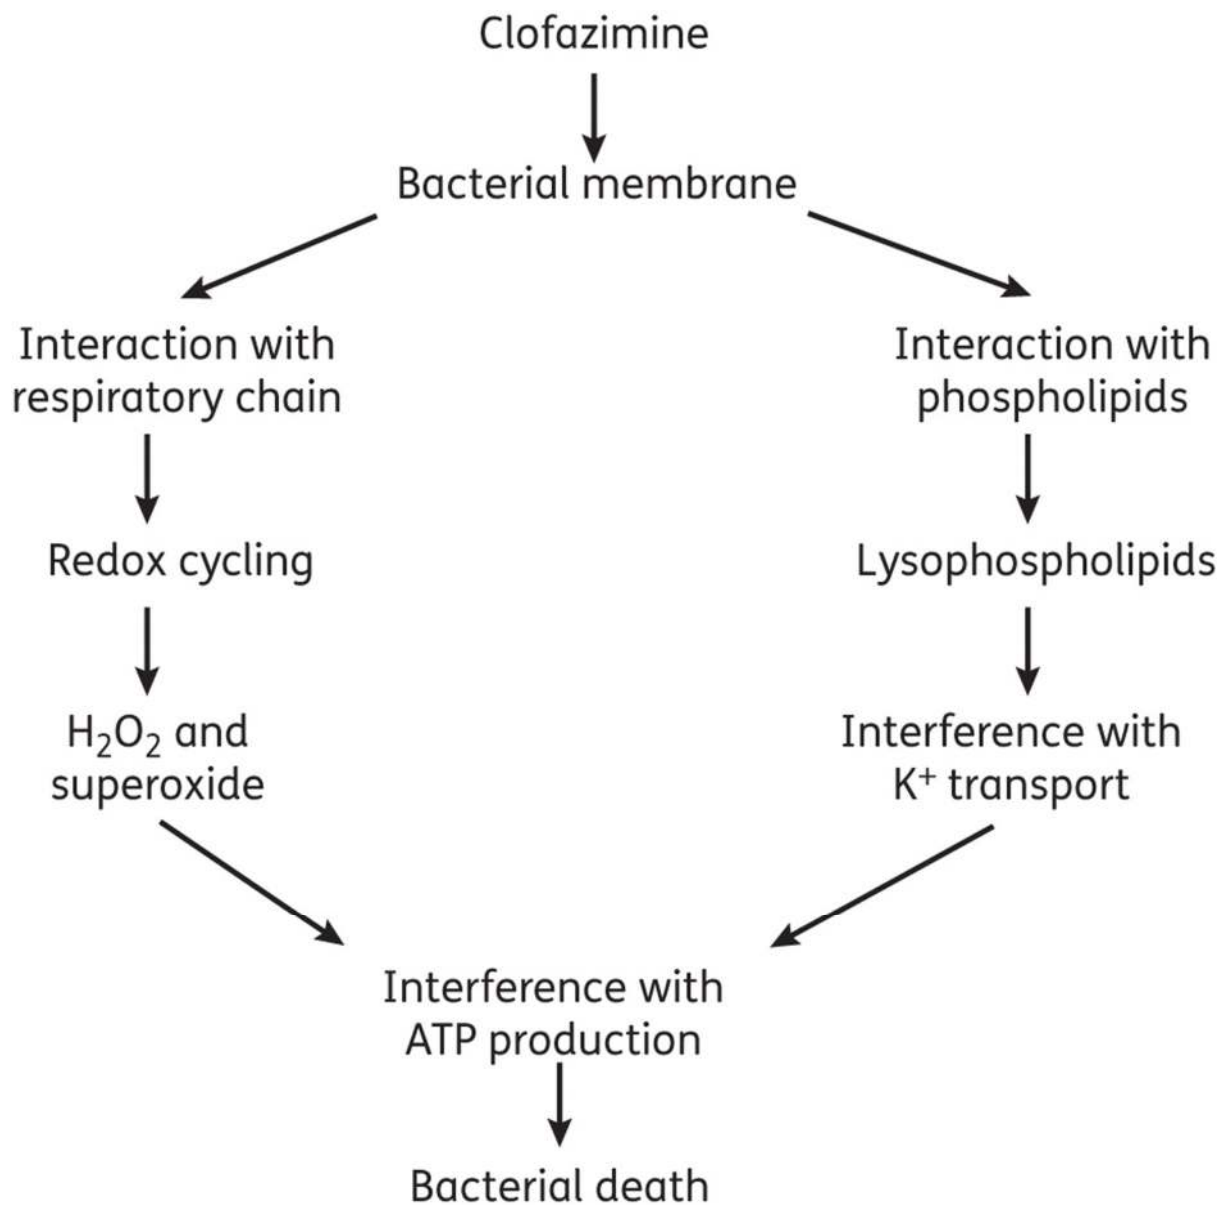 Clofazimine
Bacterial membrane
Interaction with
respiratory chain
Interaction with
phospholipids
Redox cycling
Lysophospholipids
H₂O₂ and
superoxide
Interference with
K⁺ transport
Interference with
ATP production
Bacterial death